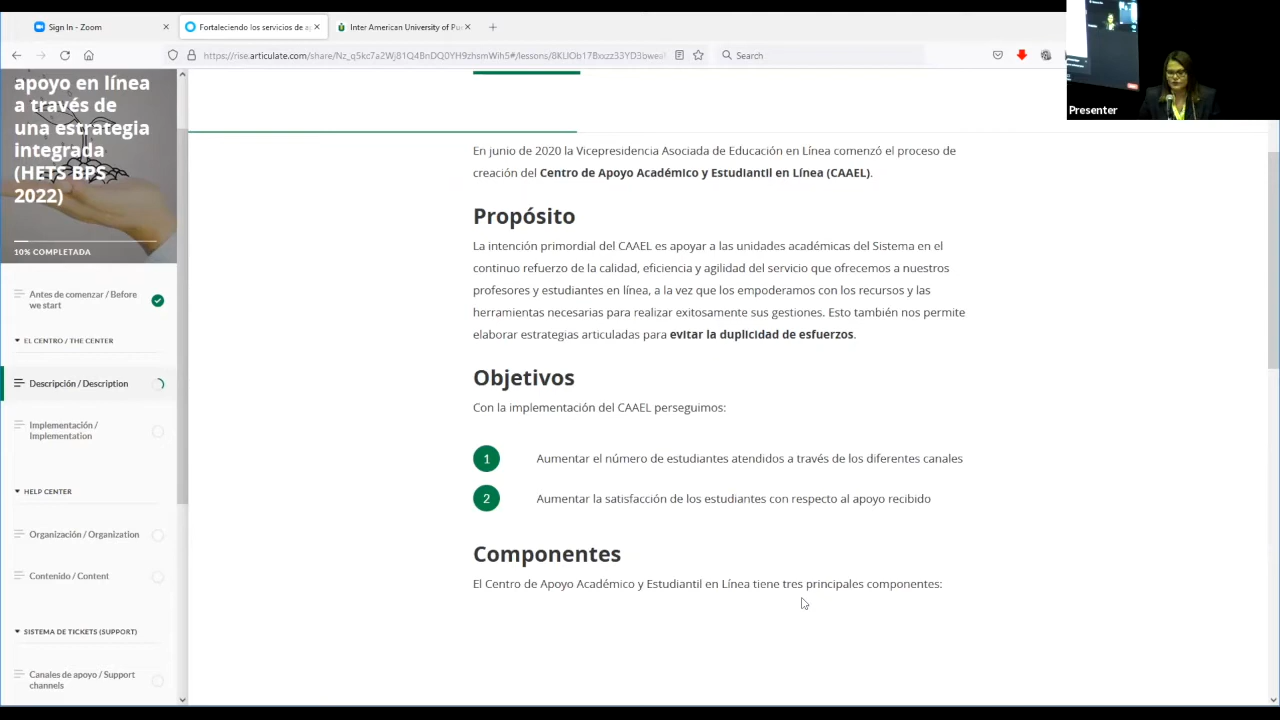 Sign In - Zoom
Fortaleciendo los servicios de a
Inter American University of Pu
https://rise.articulate.com/share/Nz_q5kc7a2Wj81Q4BnDQ0YH9zhsmWih5#/lessons/
Search
Presenter
apoyo en línea
a través de
una estrategia
integrada
(HETS BPS
2022)
10% COMPLETADA
Antes de comenzar / Before
we start
EL CENTRO / THE CENTER
Descripción / Description
Implementación /
Implementation
HELP CENTER
Organización / Organization
Contenido / Content
SISTEMA DE TICKETS (SUPPORT)
Canales de apoyo / Support
channels
En junio de 2020 la Vicepresidencia Asociada de Educación en Línea comenzó el proceso de
creación del Centro de Apoyo Académico y Estudiantil en Línea (CAAEL).
Propósito
La intención primordial del CAAEL es apoyar a las unidades académicas del Sistema en el
continuo refuerzo de la calidad, eficiencia y agilidad del servicio que ofrecemos a nuestros
profesores y estudiantes en línea, a la vez que los empoderamos con los recursos y las
herramientas necesarias para realizar exitosamente sus gestiones. Esto también nos permite
elaborar estrategias articuladas para evitar la duplicidad de esfuerzos.
Objetivos
Con la implementación del CAAEL perseguimos:
1 Aumentar el número de estudiantes atendidos a través de los diferentes canales
2 Aumentar la satisfacción de los estudiantes con respecto al apoyo recibido
Componentes
El Centro de Apoyo Académico y Estudiantil en Línea tiene tres principales componentes: